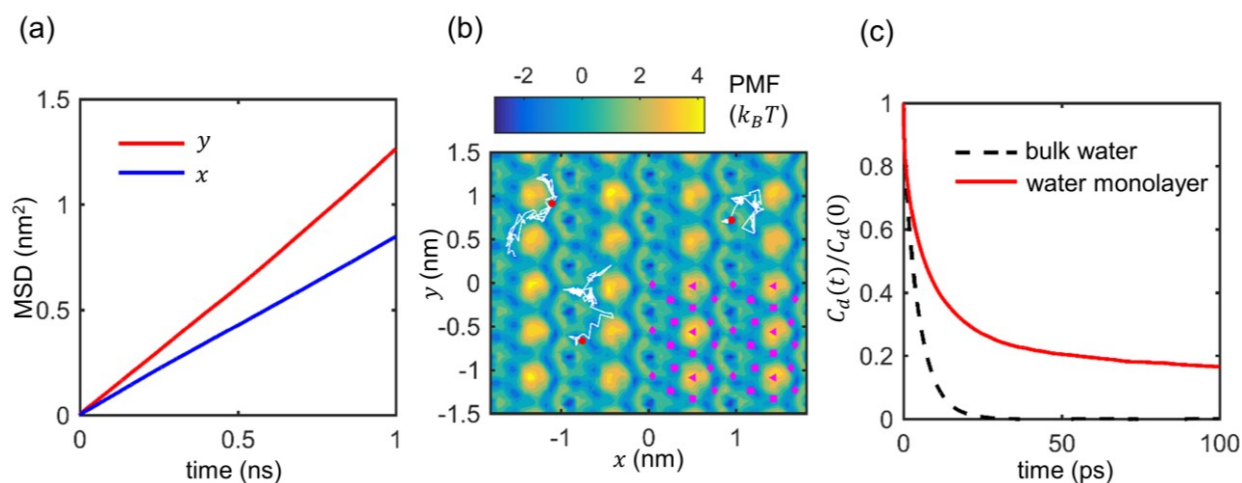 (a)
1.5
1
0.5
0
MSD (nm²)
y
x
0
0.5
1
time (ns)
(b)
-2
0
2
4
PMF
(k_BT)
1.5
1
0.5
0
-0.5
-1
-1.5
y (nm)
-1
0
1
x (nm)
(c)
1
0.8
0.6
0.4
0.2
0
C_d(t)/C_d(0)
bulk water
water monolayer
0
50
100
time (ps)